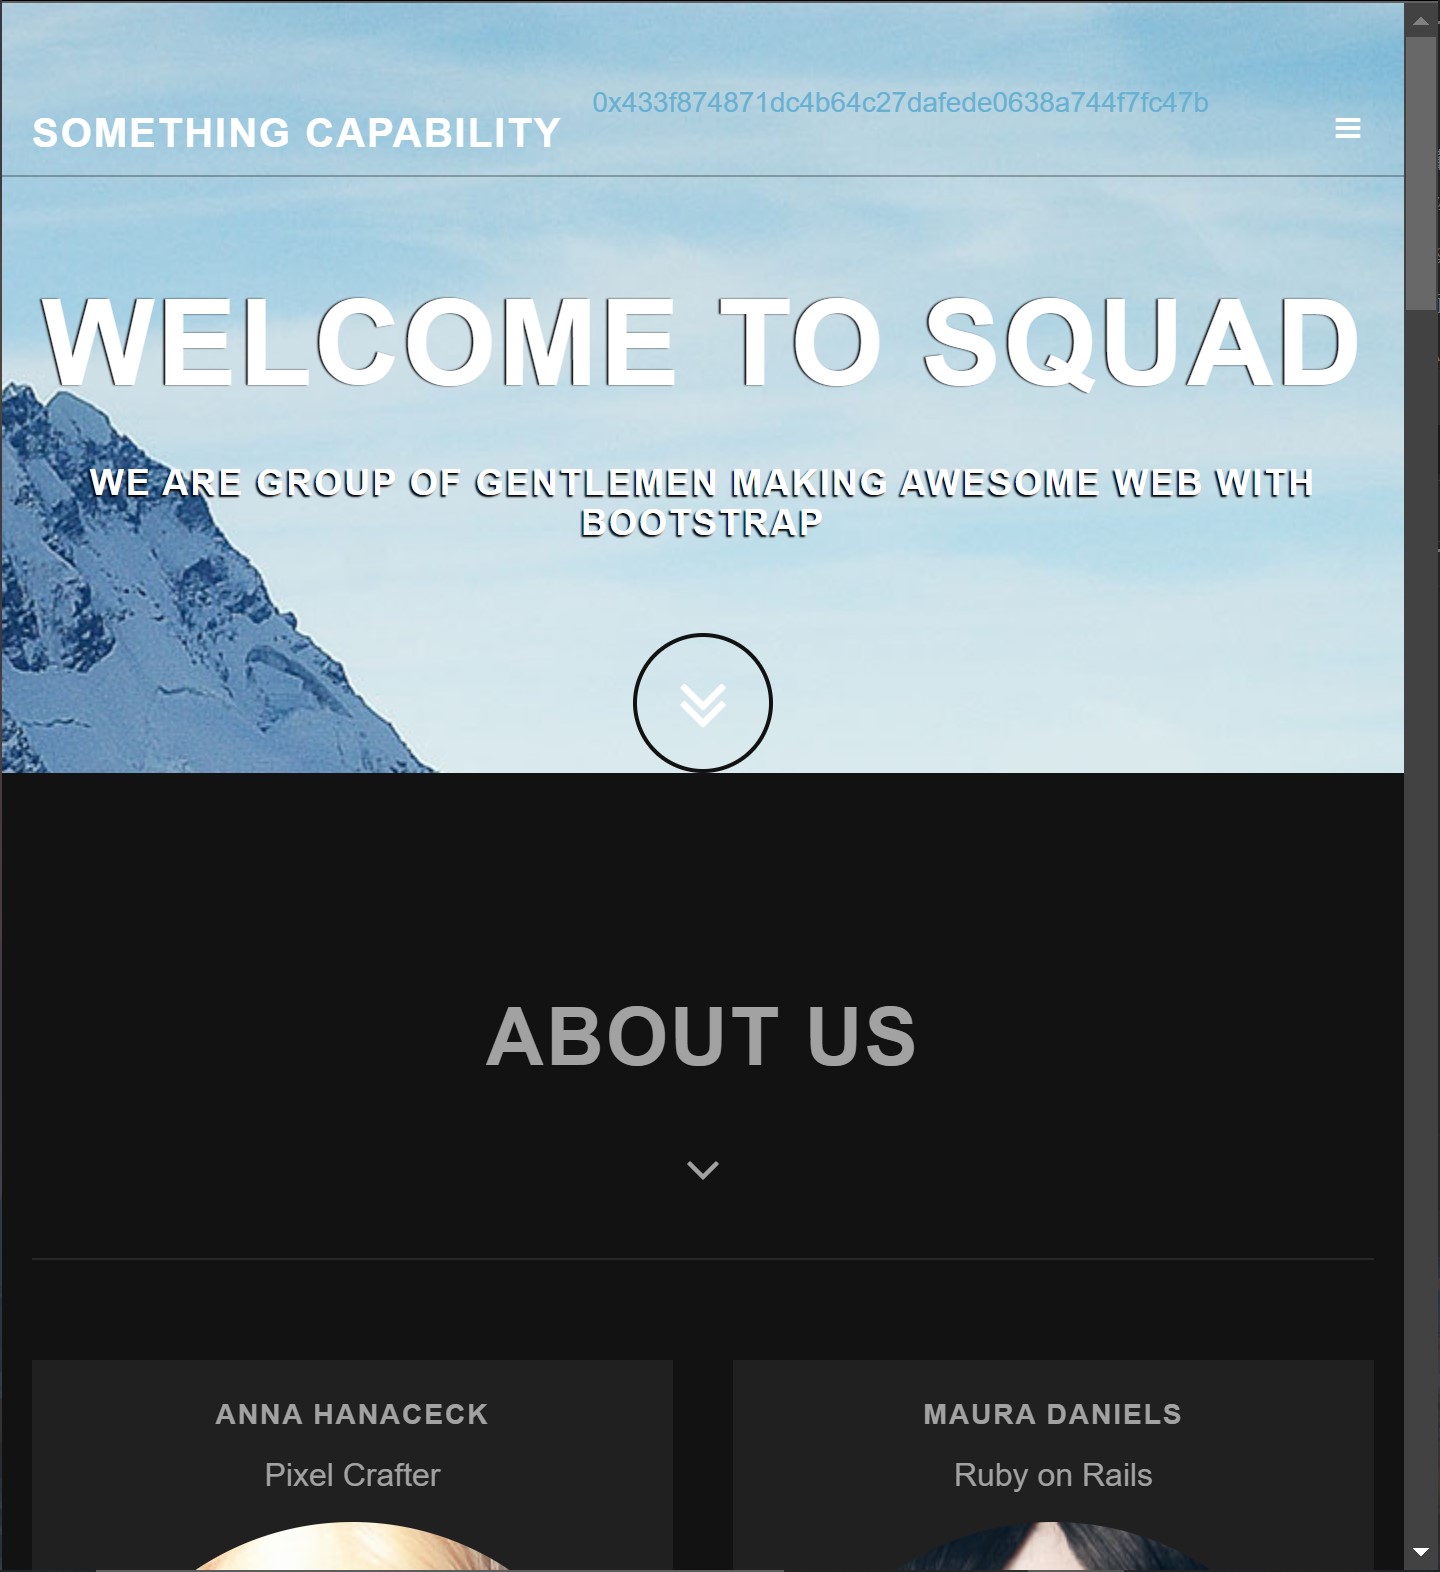 0x433f874871dc4b64c27dafede0638a744f7fc47b
SOMETHING CAPABILITY
WELCOME TO SQUAD
WE ARE GROUP OF GENTLEMEN MAKING AWESOME WEB WITH
BOOTSTRAP
ABOUT US
ANNA HANACECK
Pixel Crafter
MAURA DANIELS
Ruby on Rails